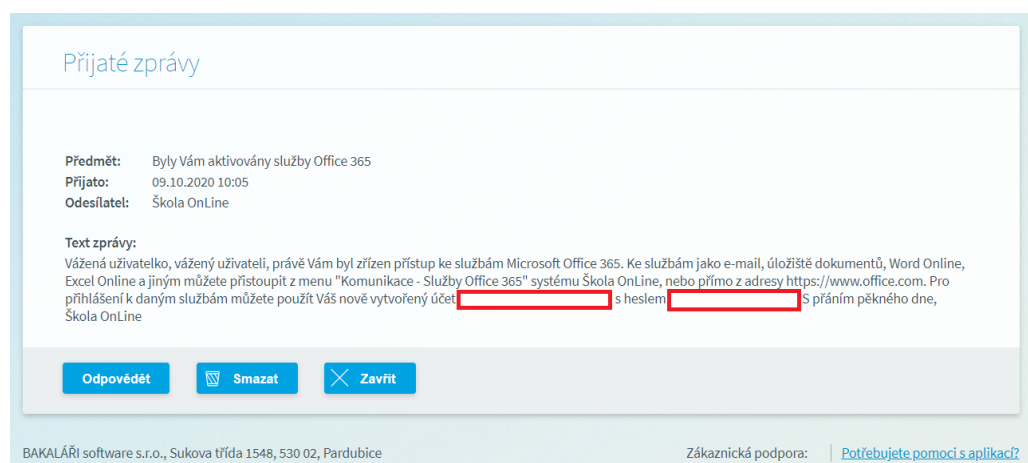 Přijaté zprávy
Předmět: Byly Vám aktivovány služby Office 365
Přijato: 09.10.2020 10:05
Odesílatel: Škola OnLine
Text zprávy:
Vážená uživatelko, vážený uživateli, právě Vám byl zřízen přístup ke službám Microsoft Office 365. Ke službám jako e-mail, úložiště dokumentů, Word Online,
Excel Online a jiným můžete přistoupit z menu "Komunikace - Služby Office 365" systému Škola OnLine, nebo přímo z adresy https://www.office.com. Pro
přihlášení k daným službám můžete použít Váš nově vytvořený účet s heslem S přáním pěkného dne,
Škola OnLine
Odpovědět Smazat Zavřít
BAKALÁŘI software s.r.o., Sukova třída 1548, 530 02, Pardubice Zákaznická podpora: Potřebujete pomoci s aplikací?